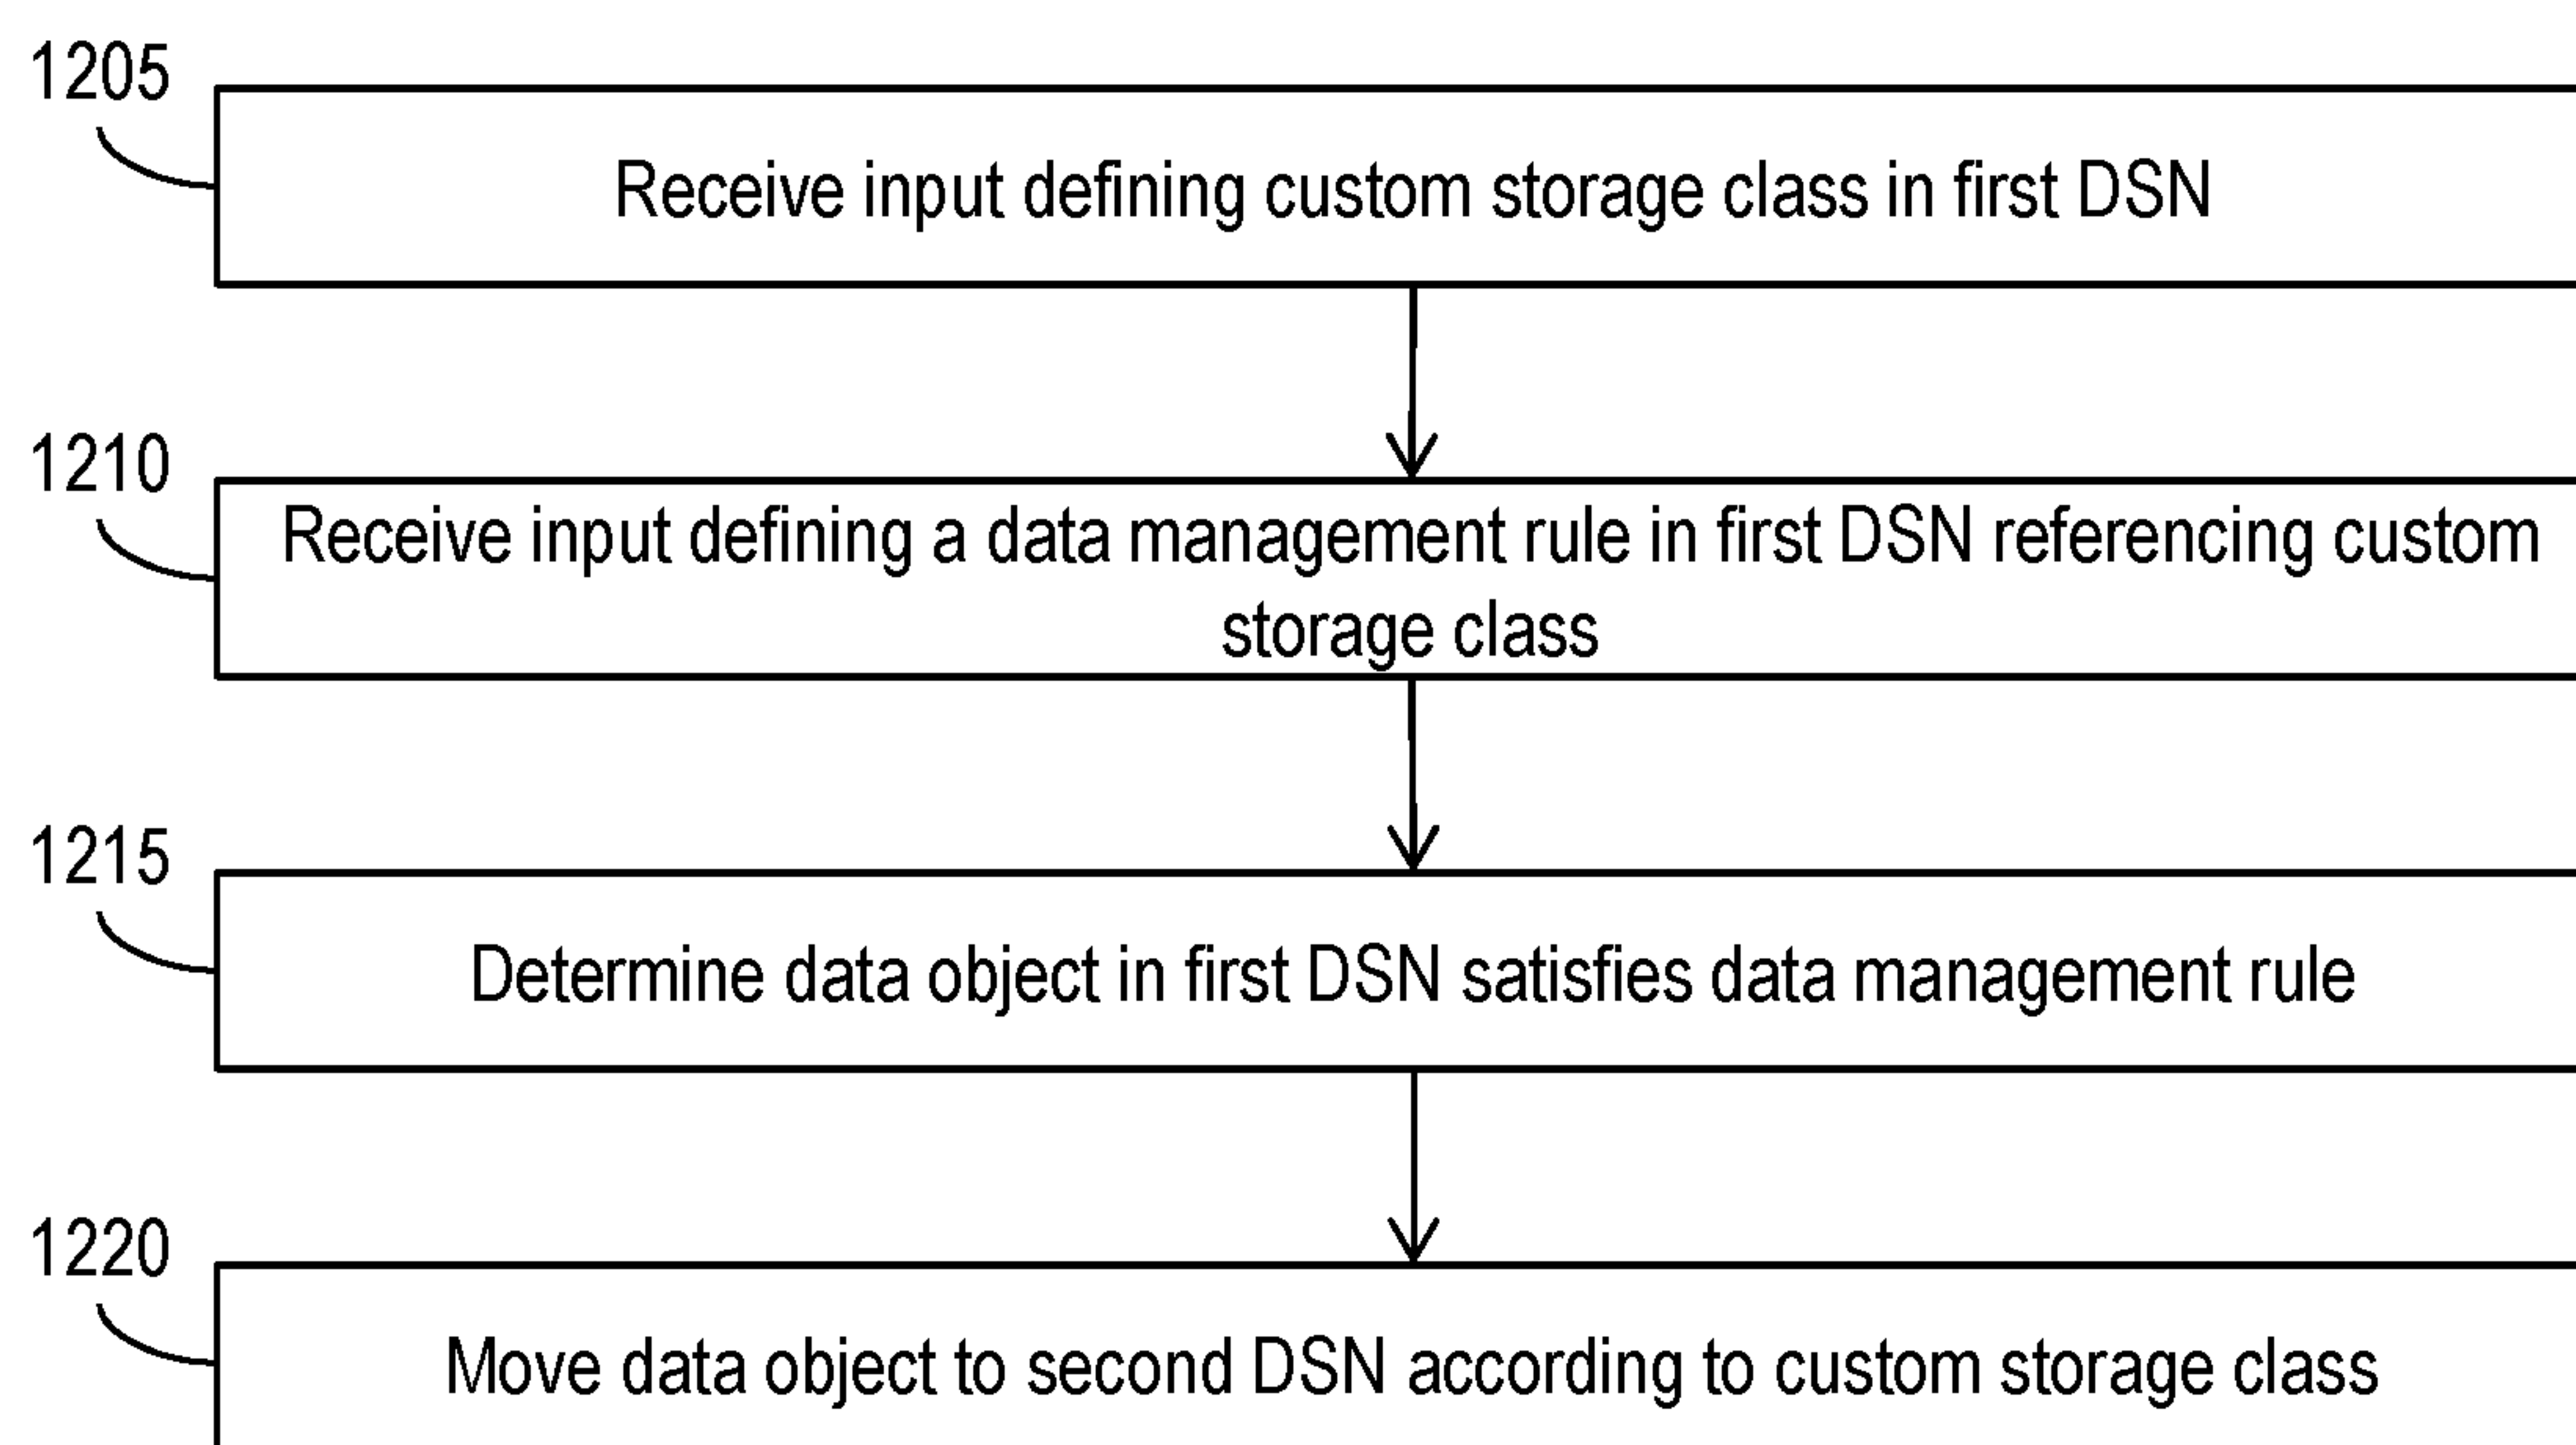 1205
Receive input defining custom storage class in first DSN
1210
Receive input defining a data management rule in first DSN referencing custom
storage class
1215
Determine data object in first DSN satisfies data management rule
1220
Move data object to second DSN according to custom storage class